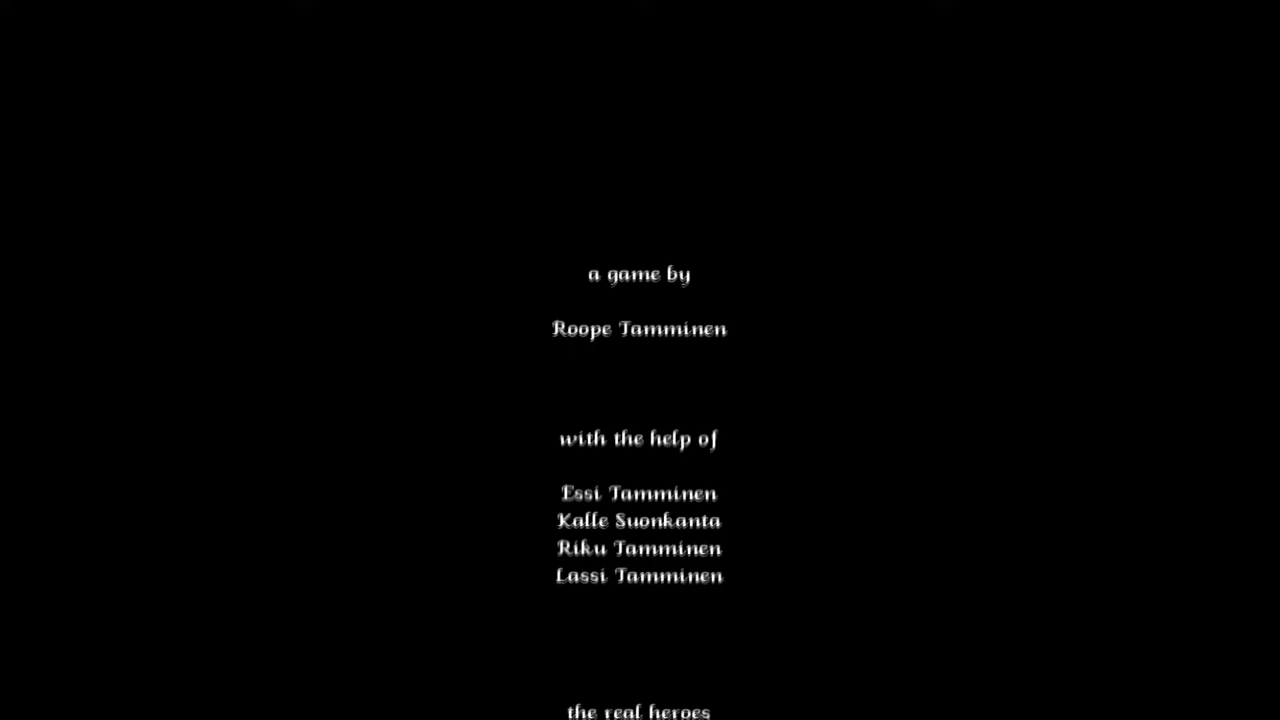 a game by
Roope Tamminen
with the help of
Essi Tamminen
Kalle Suonkanta
Riku Tamminen
Lassi Tamminen
the real heroes